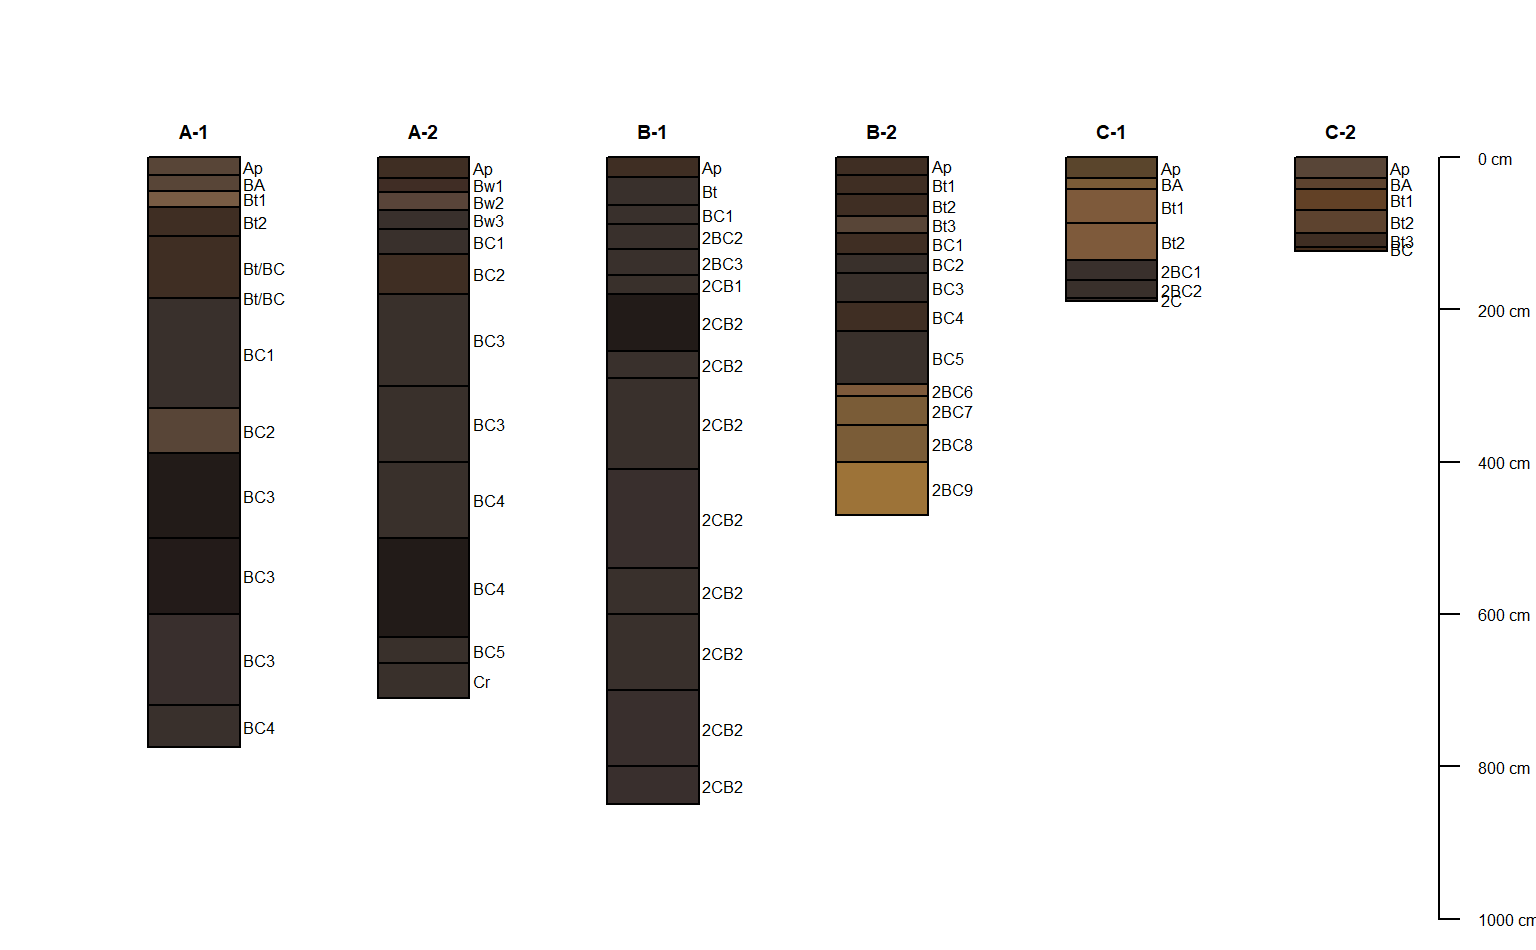 A-1
A-2
B-1
B-2
C-1
C-2
Ap
BA
Bt1
Bt2
Bt/BC
Bt/BC
BC1
BC2
BC3
BC3
BC3
BC4
Ap
Bw1
Bw2
Bw3
BC1
BC2
BC3
BC3
BC4
BC4
BC5
Cr
Ap
Bt
BC1
2BC2
2BC3
2CB1
2CB2
2CB2
2CB2
2CB2
2CB2
2CB2
2CB2
2CB2
Ap
Bt1
Bt2
Bt3
BC1
BC2
BC3
BC4
BC5
2BC6
2BC7
2BC8
2BC9
Ap
BA
Bt1
Bt2
2BC1
2BC2
2C
Ap
BA
Bt1
Bt2
Bt3
BC
0 cm
200 cm
400 cm
600 cm
800 cm
1000 cm